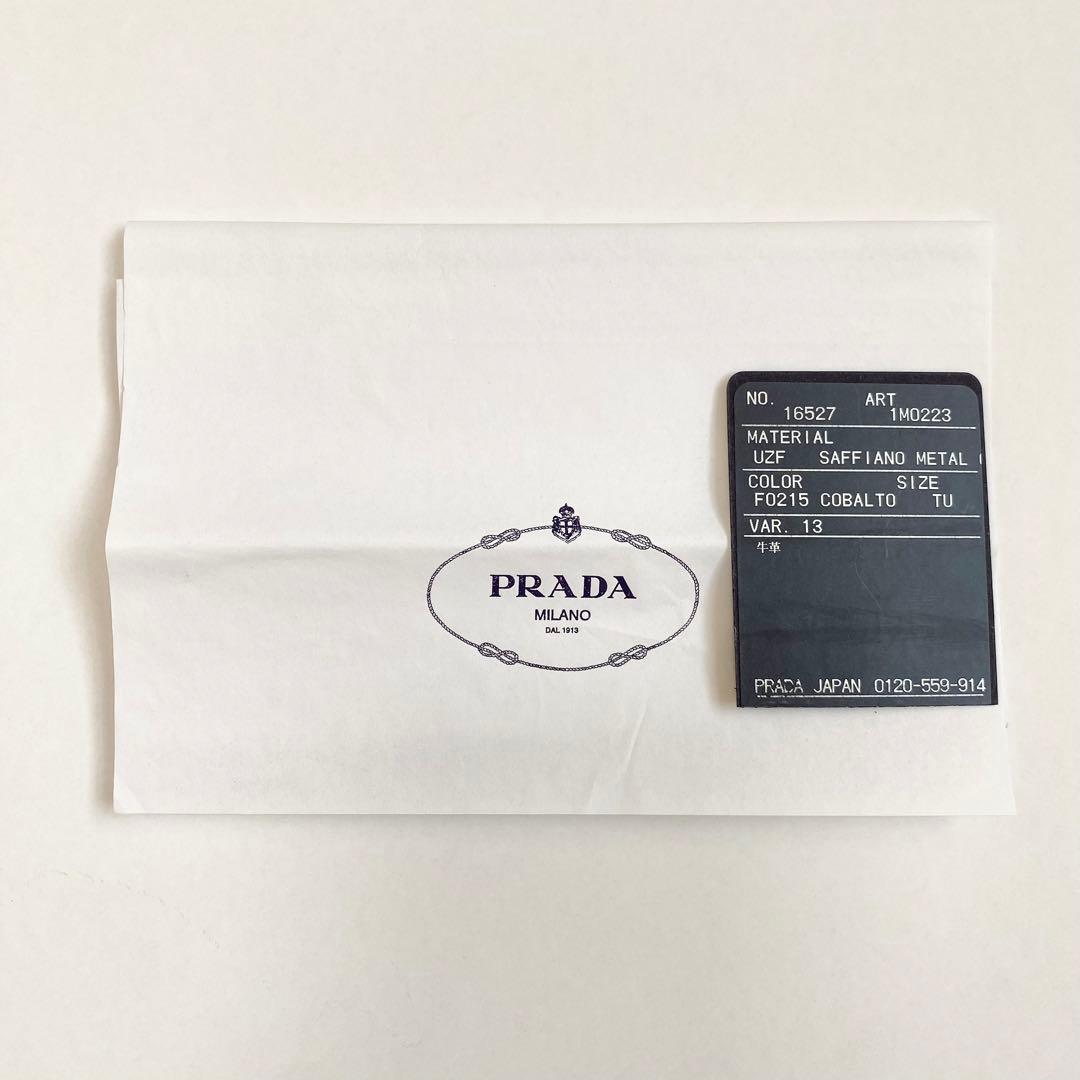 PRADA
MILANO
DAL 1913
NO. ART
16527 1M0223
MATERIAL
UZF SAFFIANO METAL
COLOR SIZE
F0215 COBALTO TU
VAR. 13
牛革
PRADA JAPAN 0120-559-914